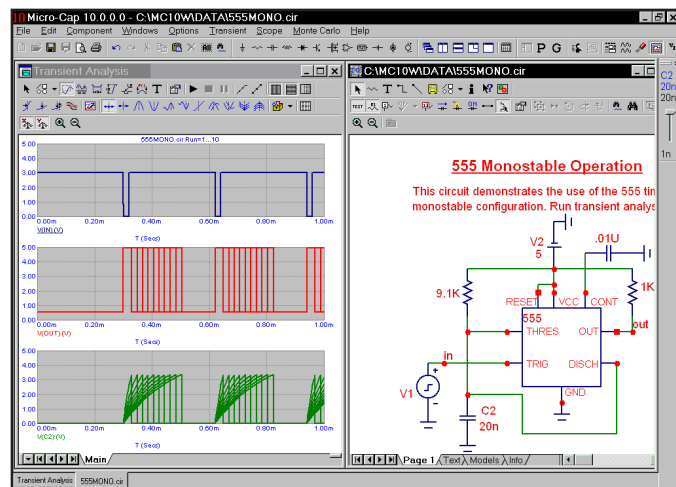 Micro-Cap 10.0.0.0 - C:\MC10W\DATA\555MONO.cir
File Edit Component Windows Options Transient Scope Monte Carlo Help
Transient Analysis
555MONO.cir Run=1...10
5.00
4.00
3.00
2.00
1.00
0.00
0.00m 0.20m 0.40m 0.60m 0.80m 1.00m
V(IN) (V)
T (Secs)
5.00
4.00
3.00
2.00
1.00
0.00
0.00m 0.20m 0.40m 0.60m 0.80m 1.00m
V(OUT) (V)
T (Secs)
5.00
4.00
3.00
2.00
1.00
0.00
0.00m 0.20m 0.40m 0.60m 0.80m 1.00m
V(C2) (V)
T (Secs)
Main
C:\MC10W\DATA\555MONO.cir
TEXT
555 Monostable Operation
This circuit demonstrates the use of the 555 tim
monostable configuration. Run transient analys
V2
5
.01U
9.1K
1K
RESET VCC CONT
555
THRES OUT
out
in
TRIG DISCH
V1
GND
C2
20n
Page 1 Text Models Info
C2
20n
20n
1n
Transient Analysis 555MONO.cir